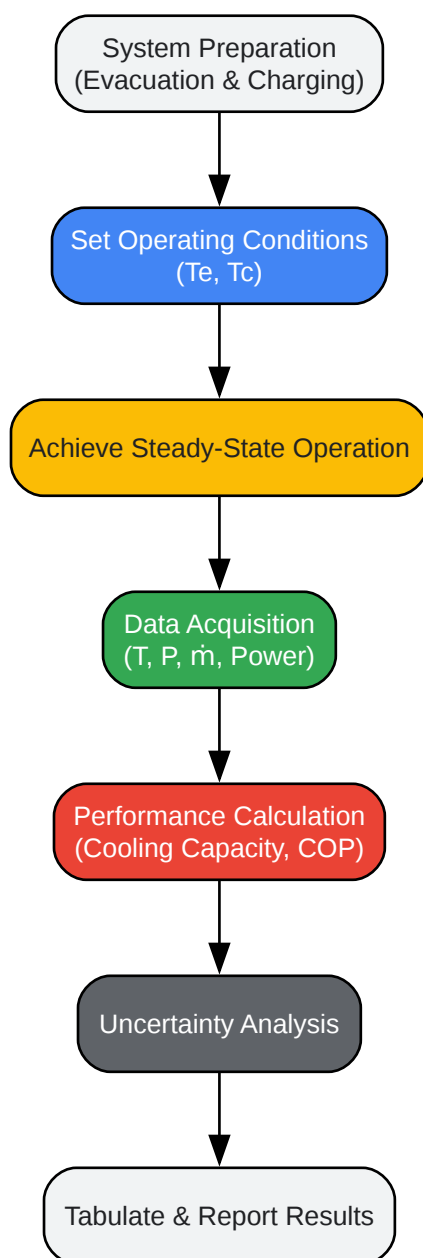 System Preparation
(Evacuation & Charging)
Set Operating Conditions
(Te, Tc)
Achieve Steady-State Operation
Data Acquisition
(T, P, ṁ, Power)
Performance Calculation
(Cooling Capacity, COP)
Uncertainty Analysis
Tabulate & Report Results